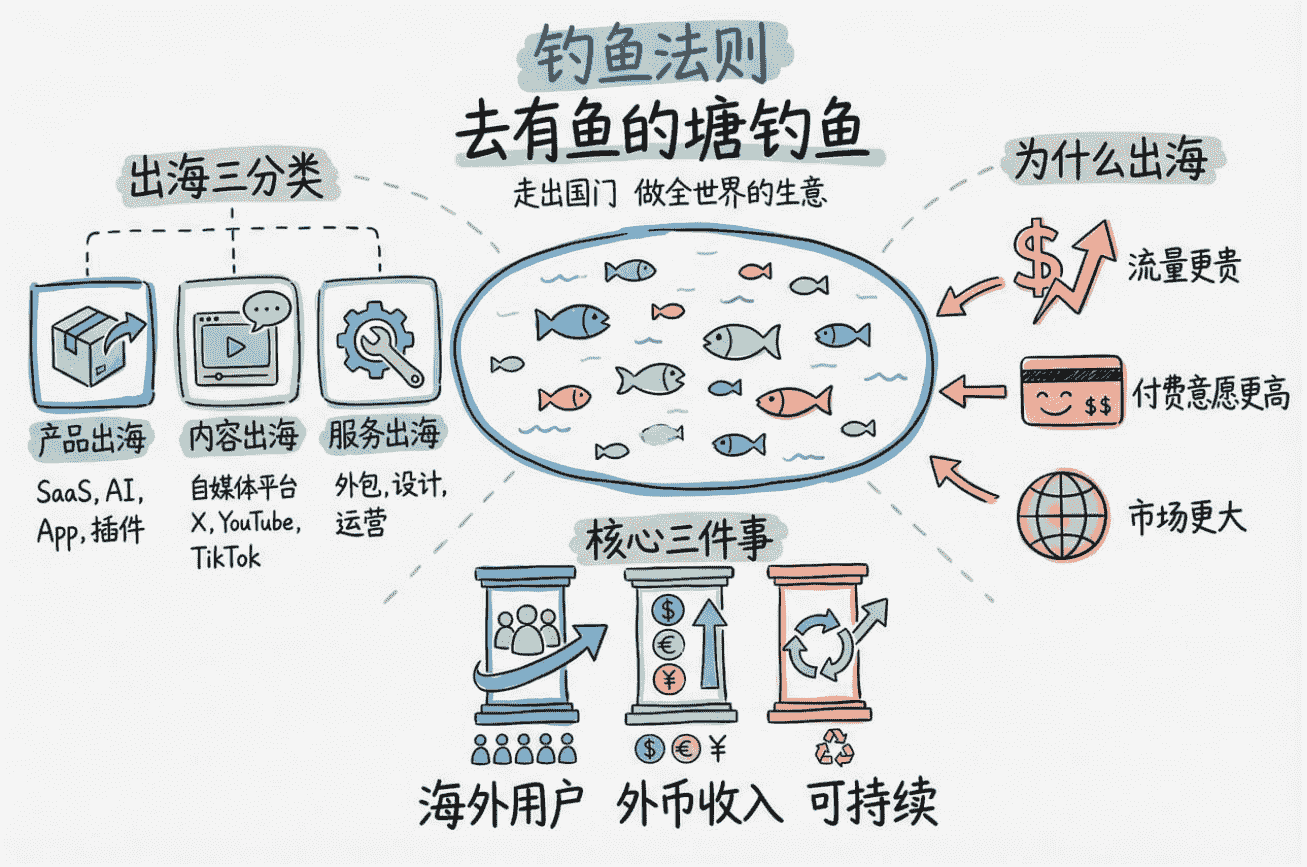 钓鱼法则
去有鱼的塘钓鱼
走出国门 做全世界的生意
出海三分类
产品出海
SaaS, AI,
App, 插件
内容出海
自媒体平台
X, YouTube,
TikTok
服务出海
外包, 设计,
运营
为什么出海
$
流量更贵
$$
付费意愿更高
市场更大
核心三件事
$
€
¥
$ € ¥
海外用户 外币收入 可持续